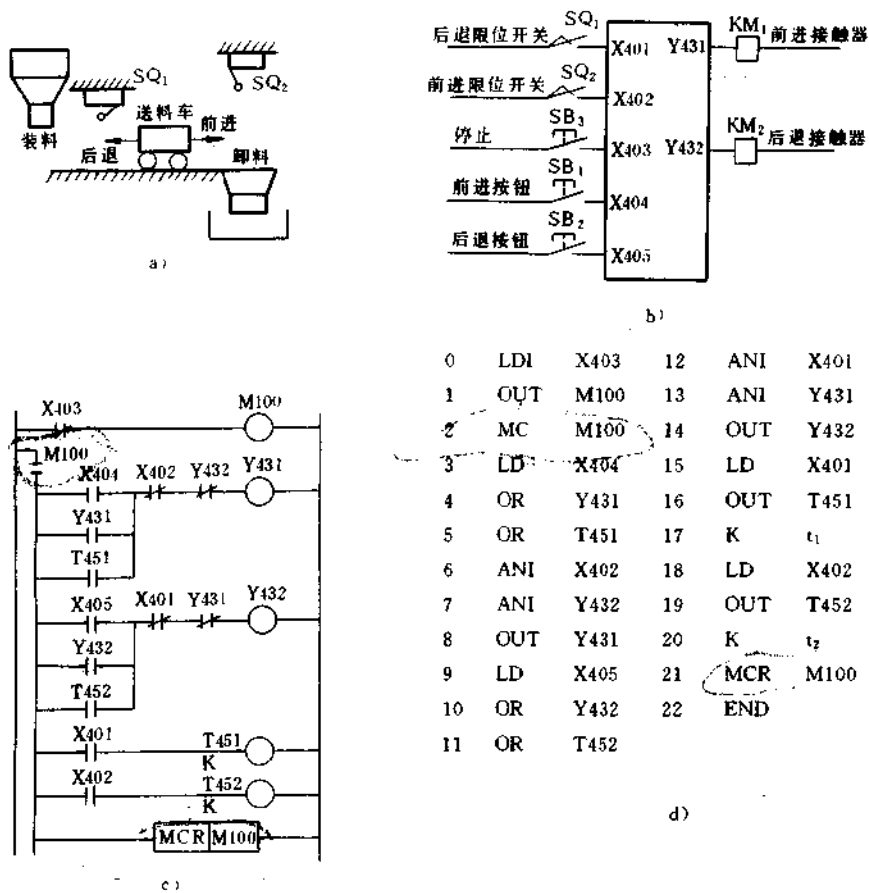 SQ₁
SQ₂
装料
送料车
后退
前进
卸料
a)
后退限位开关 SQ₁ X401 Y431 KM₁ 前进接触器
前进限位开关 SQ₂ X402
停止 SB₃ X403 Y432 KM₂ 后退接触器
前进按钮 SB₁ X404
后退按钮 SB₂ X405
b)
X403 M100
M100
X404 X402 Y432 Y431
Y431
T451
X405 X401 Y431 Y432
Y432
T452
X401 T451
K
X402 T452
K
MCR M100
c)
0 LDI X403 12 ANI X401
1 OUT M100 13 ANI Y431
2 MC M100 14 OUT Y432
3 LD X404 15 LD X401
4 OR Y431 16 OUT T451
5 OR T451 17 K t₁
6 ANI X402 18 LD X402
7 ANI Y432 19 OUT T452
8 OUT Y431 20 K t₂
9 LD X405 21 MCR M100
10 OR Y432 22 END
11 OR T452
d)